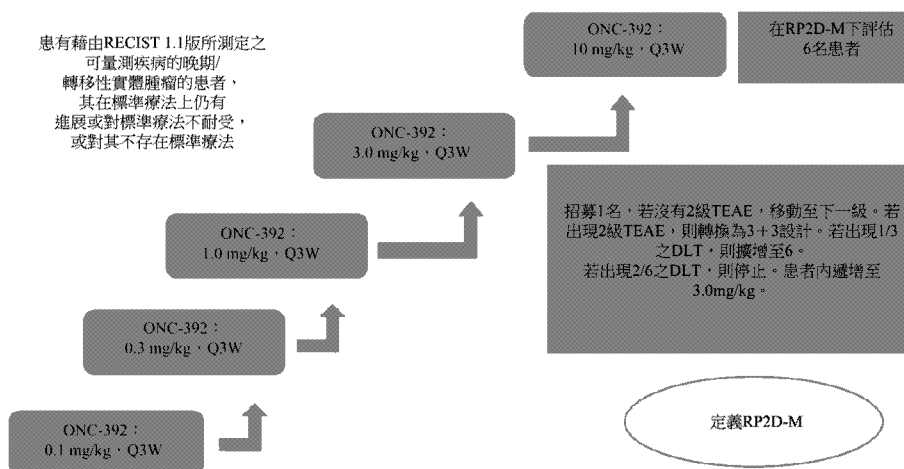 患有藉由RECIST 1.1版所測定之
可量測疾病的晚期/
轉移性實體腫瘤的患者，
其在標準療法上仍有
進展或對標準療法不耐受，
或對其不存在標準療法
ONC-392：
10 mg/kg，Q3W
在RP2D-M下評估
6名患者
ONC-392：
3.0 mg/kg，Q3W
招募1名，若沒有2級TEAE，移動至下一級。若
出現2級TEAE，則轉換為3＋3設計。若出現1/3
之DLT，則擴增至6。
若出現2/6之DLT，則停止。患者內遞增至
3.0mg/kg。
ONC-392：
1.0 mg/kg，Q3W
ONC-392：
0.3 mg/kg，Q3W
ONC-392：
0.1 mg/kg，Q3W
定義RP2D-M